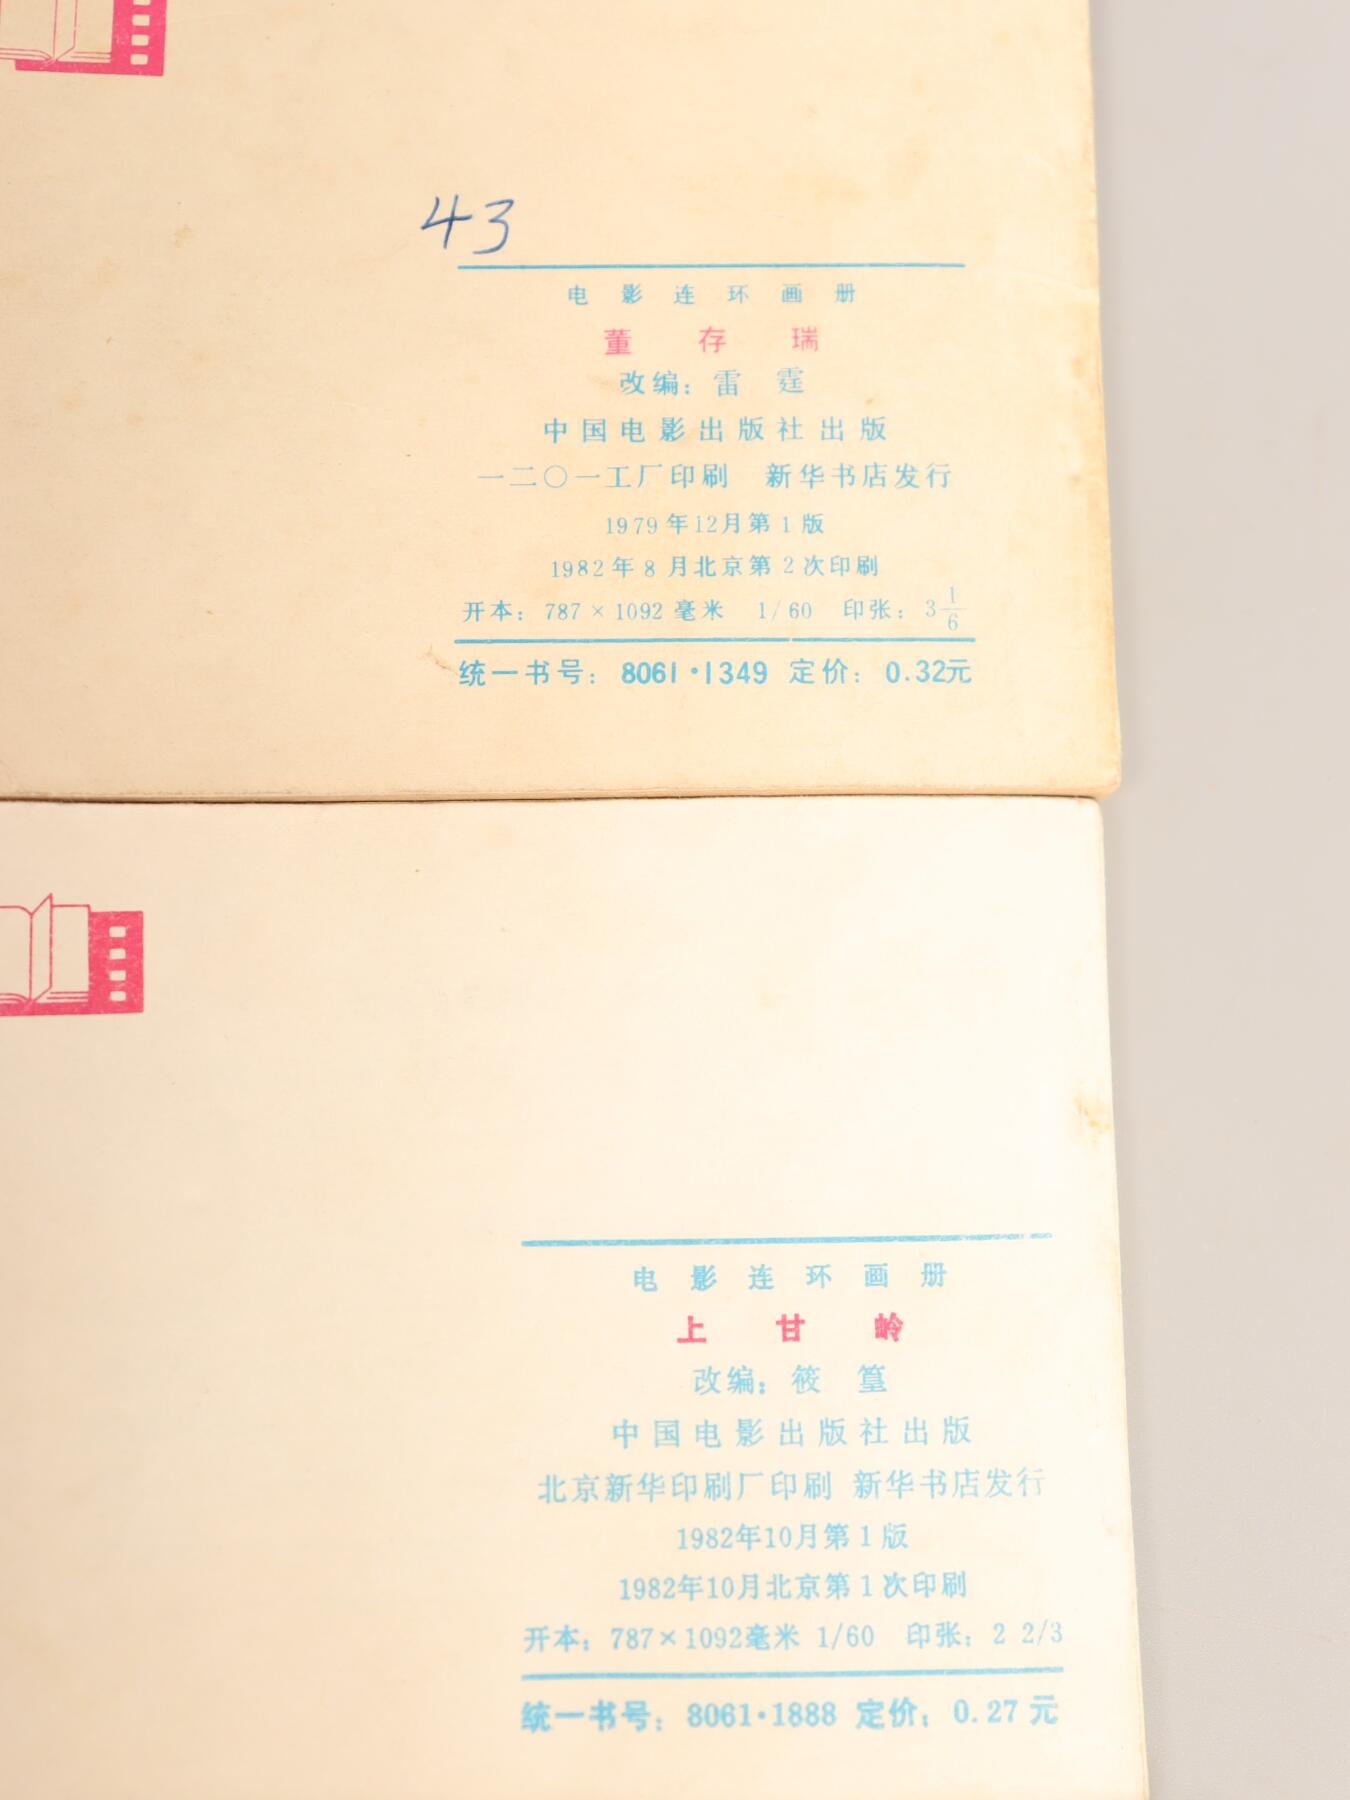 43
电影连环画册
董存瑞
改编：雷霆
中国电影出版社出版
一二〇一工厂印刷 新华书店发行
1979年12月第1版
1982年8月北京第2次印刷
开本：787×1092毫米 1/60 印张：3 1/6
统一书号：8061·1349 定价：0.32元
电影连环画册
上甘岭
改编：筱篁
中国电影出版社出版
北京新华印刷厂印刷 新华书店发行
1982年10月第1版
1982年10月北京第1次印刷
开本：787×1092毫米 1/60 印张：2 2/3
统一书号：8061·1888 定价：0.27元